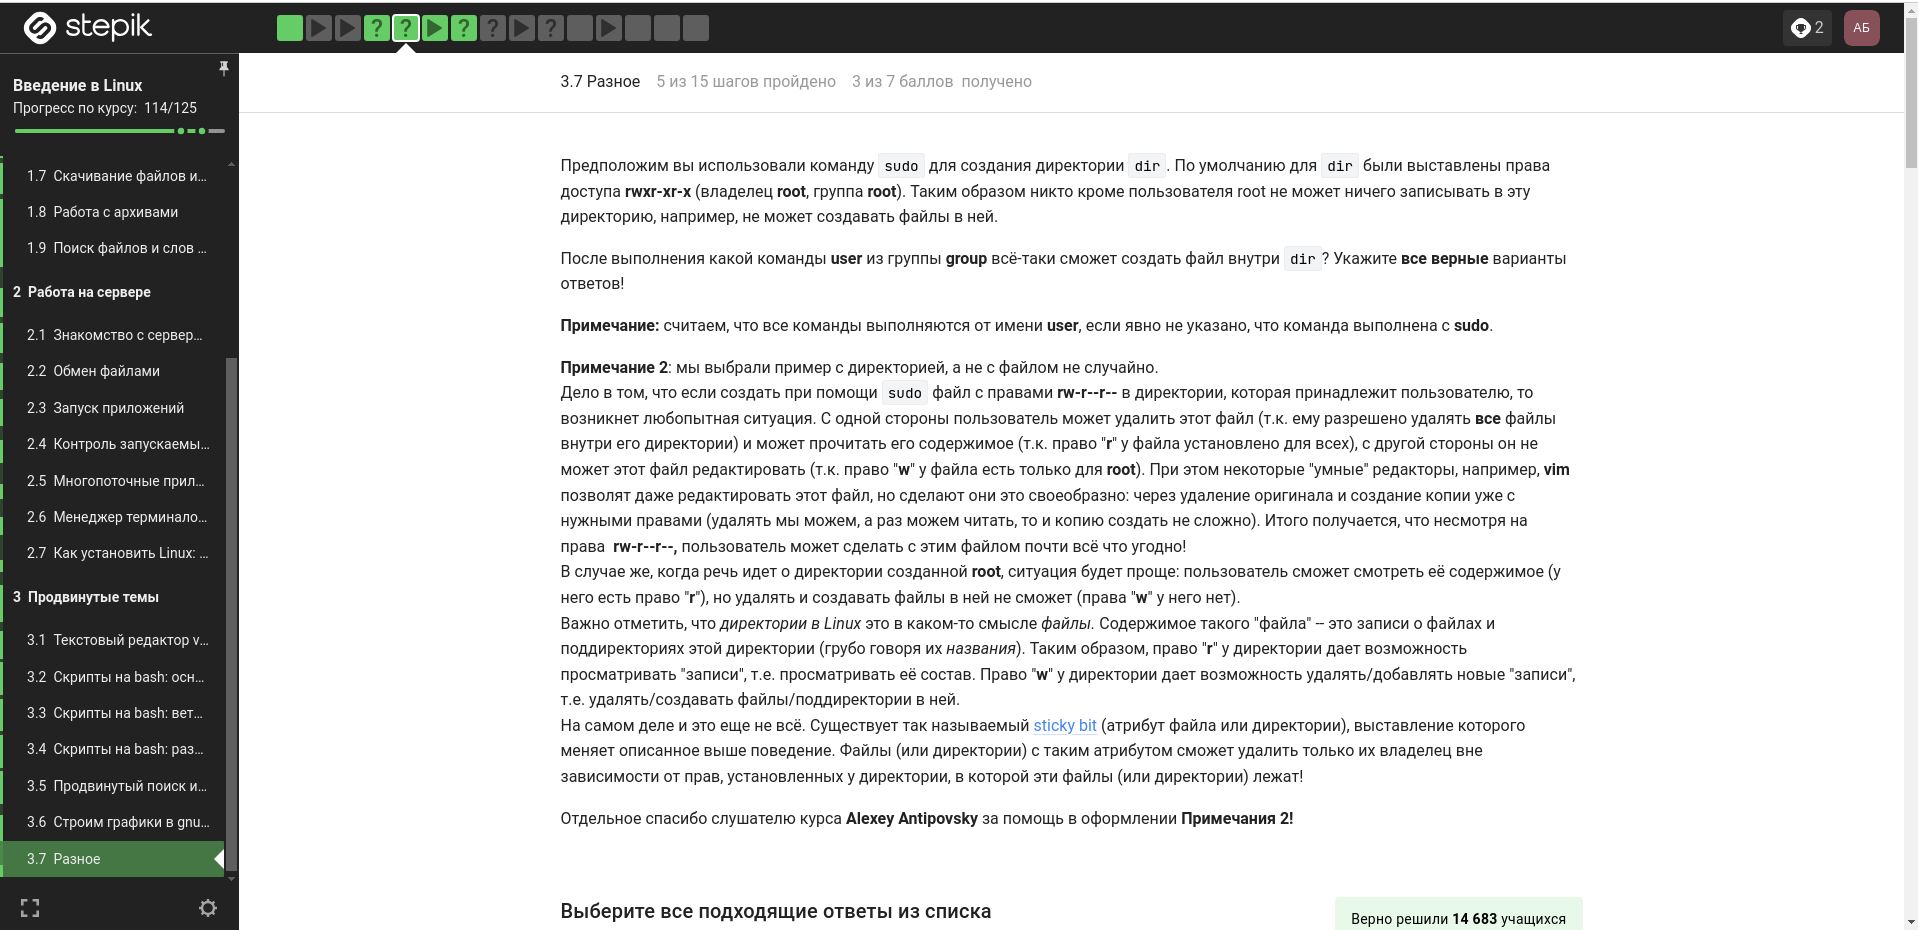 stepik
? ? ? ? ?
2
АБ
Введение в Linux
Прогресс по курсу: 114/125
1.7 Скачивание файлов и...
1.8 Работа с архивами
1.9 Поиск файлов и слов ...
2 Работа на сервере
2.1 Знакомство с сервер...
2.2 Обмен файлами
2.3 Запуск приложений
2.4 Контроль запускаемы...
2.5 Многопоточные прил...
2.6 Менеджер терминало...
2.7 Как установить Linux: ...
3 Продвинутые темы
3.1 Текстовый редактор v...
3.2 Скрипты на bash: осн...
3.3 Скрипты на bash: вет...
3.4 Скрипты на bash: раз...
3.5 Продвинутый поиск и...
3.6 Строим графики в gnu...
3.7 Разное
3.7 Разное 5 из 15 шагов пройдено 3 из 7 баллов получено
Предположим вы использовали команду sudo для создания директории dir. По умолчанию для dir были выставлены права
доступа rwxr-xr-x (владелец root, группа root). Таким образом никто кроме пользователя root не может ничего записывать в эту
директорию, например, не может создавать файлы в ней.
После выполнения какой команды user из группы group всё-таки сможет создать файл внутри dir? Укажите все верные варианты
ответов!
Примечание: считаем, что все команды выполняются от имени user, если явно не указано, что команда выполнена с sudo.
Примечание 2: мы выбрали пример с директорией, а не с файлом не случайно.
Дело в том, что если создать при помощи sudo файл с правами rw-r--r-- в директории, которая принадлежит пользователю, то
возникнет любопытная ситуация. С одной стороны пользователь может удалить этот файл (т.к. ему разрешено удалять все файлы
внутри его директории) и может прочитать его содержимое (т.к. право "r" у файла установлено для всех), с другой стороны он не
может этот файл редактировать (т.к. право "w" у файла есть только для root). При этом некоторые "умные" редакторы, например, vim
позволят даже редактировать этот файл, но сделают они это своеобразно: через удаление оригинала и создание копии уже с
нужными правами (удалять мы можем, а раз можем читать, то и копию создать не сложно). Итого получается, что несмотря на
права rw-r--r--, пользователь может сделать с этим файлом почти всё что угодно!
В случае же, когда речь идет о директории созданной root, ситуация будет проще: пользователь сможет смотреть её содержимое (у
него есть право "r"), но удалять и создавать файлы в ней не сможет (права "w" у него нет).
Важно отметить, что директории в Linux это в каком-то смысле файлы. Содержимое такого "файла" -- это записи о файлах и
поддиректориях этой директории (грубо говоря их названия). Таким образом, право "r" у директории дает возможность
просматривать "записи", т.е. просматривать её состав. Право "w" у директории дает возможность удалять/добавлять новые "записи",
т.е. удалять/создавать файлы/поддиректории в ней.
На самом деле и это еще не всё. Существует так называемый sticky bit (атрибут файла или директории), выставление которого
меняет описанное выше поведение. Файлы (или директории) с таким атрибутом сможет удалить только их владелец вне
зависимости от прав, установленных у директории, в которой эти файлы (или директории) лежат!
Отдельное спасибо слушателю курса Alexey Antipovsky за помощь в оформлении Примечания 2!
Выберите все подходящие ответы из списка
Верно решили 14 683 учащихся